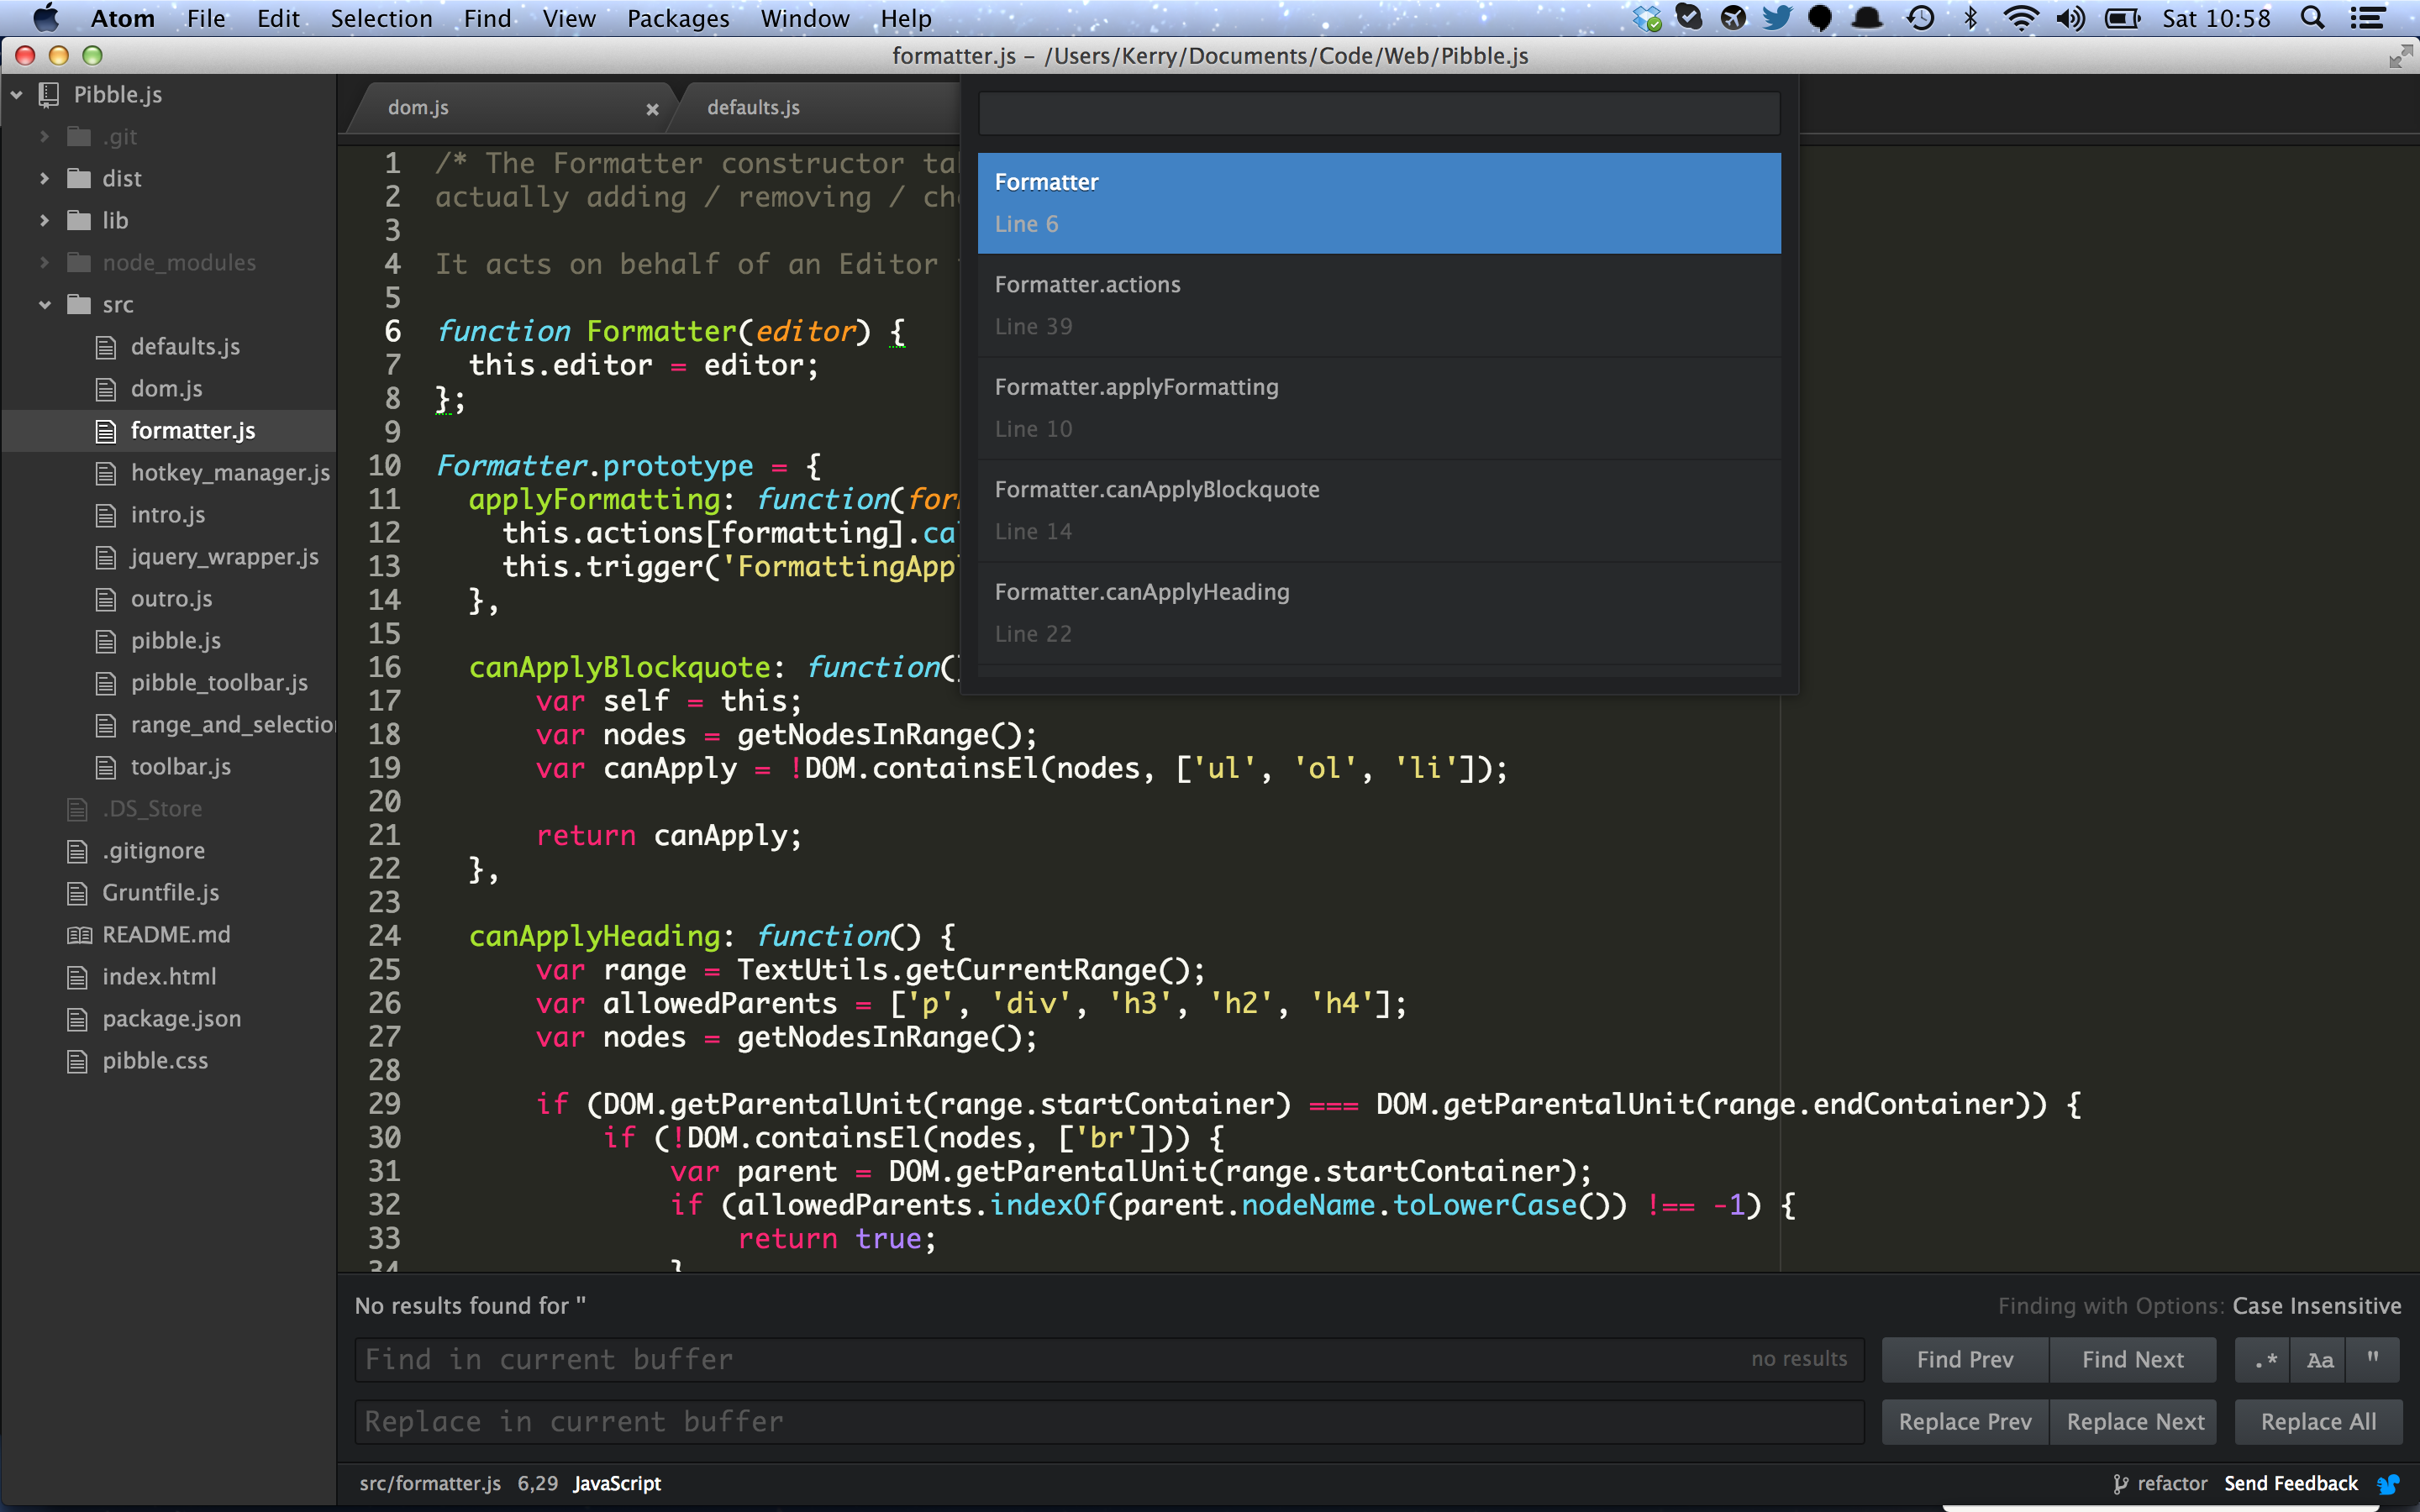 Atom File Edit Selection Find View Packages Window Help Sat 10:58
formatter.js – /Users/Kerry/Documents/Code/Web/Pibble.js
Pibble.js
.git
dist
lib
node_modules
src
defaults.js
dom.js
formatter.js
hotkey_manager.js
intro.js
jquery_wrapper.js
outro.js
pibble.js
pibble_toolbar.js
range_and_selectio
toolbar.js
.DS_Store
.gitignore
Gruntfile.js
README.md
index.html
package.json
pibble.css
dom.js defaults.js
1 /* The Formatter constructor ta
2 actually adding / removing / ch
3
4 It acts on behalf of an Editor
5
6 function Formatter(editor) {
7 this.editor = editor;
8 };
9
10 Formatter.prototype = {
11 applyFormatting: function(for
12 this.actions[formatting].ca
13 this.trigger('FormattingAppl
14 },
15
16 canApplyBlockquote: function()
17 var self = this;
18 var nodes = getNodesInRange();
19 var canApply = !DOM.containsEl(nodes, ['ul', 'ol', 'li']);
20
21 return canApply;
22 },
23
24 canApplyHeading: function() {
25 var range = TextUtils.getCurrentRange();
26 var allowedParents = ['p', 'div', 'h3', 'h2', 'h4'];
27 var nodes = getNodesInRange();
28
29 if (DOM.getParentalUnit(range.startContainer) === DOM.getParentalUnit(range.endContainer)) {
30 if (!DOM.containsEl(nodes, ['br'])) {
31 var parent = DOM.getParentalUnit(range.startContainer);
32 if (allowedParents.indexOf(parent.nodeName.toLowerCase()) !== -1) {
33 return true;
34 }
Formatter
Line 6
Formatter.actions
Line 39
Formatter.applyFormatting
Line 10
Formatter.canApplyBlockquote
Line 14
Formatter.canApplyHeading
Line 22
No results found for '' Finding with Options: Case Insensitive
Find in current buffer no results Find Prev Find Next .* Aa "
Replace in current buffer Replace Prev Replace Next Replace All
src/formatter.js 6,29 JavaScript refactor Send Feedback